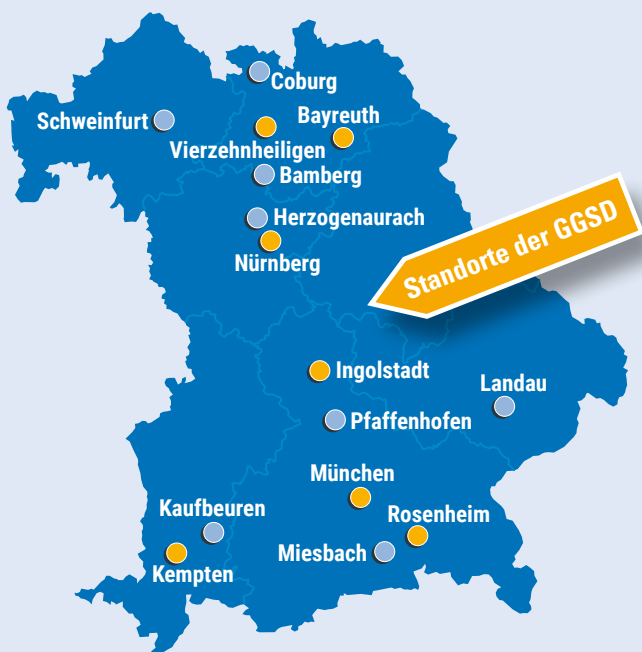 Coburg
Schweinfurt
Bayreuth
Vierzehnheiligen
Bamberg
Herzogenaurach
Nürnberg
Standorte der GGSD
Ingolstadt
Landau
Pfaffenhofen
München
Kaufbeuren
Rosenheim
Miesbach
Kempten